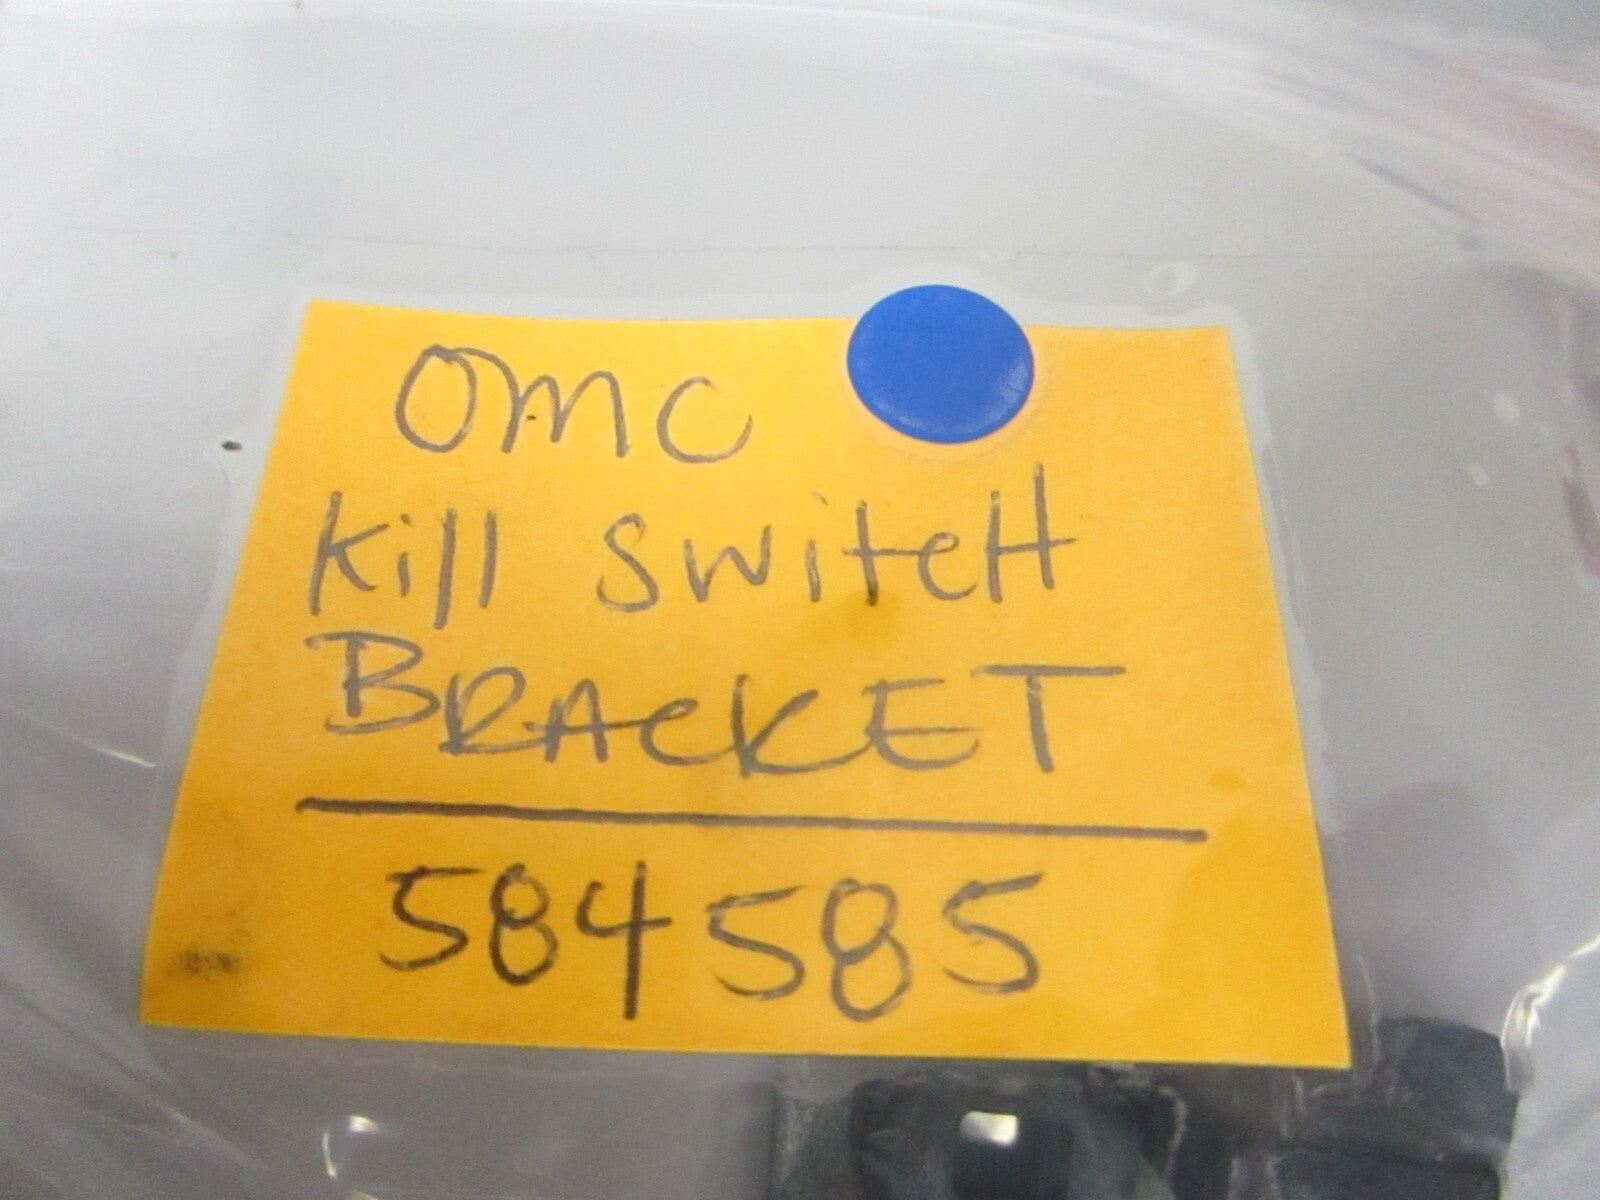 OMC
Kill SWitcH
BRAcKET
584585